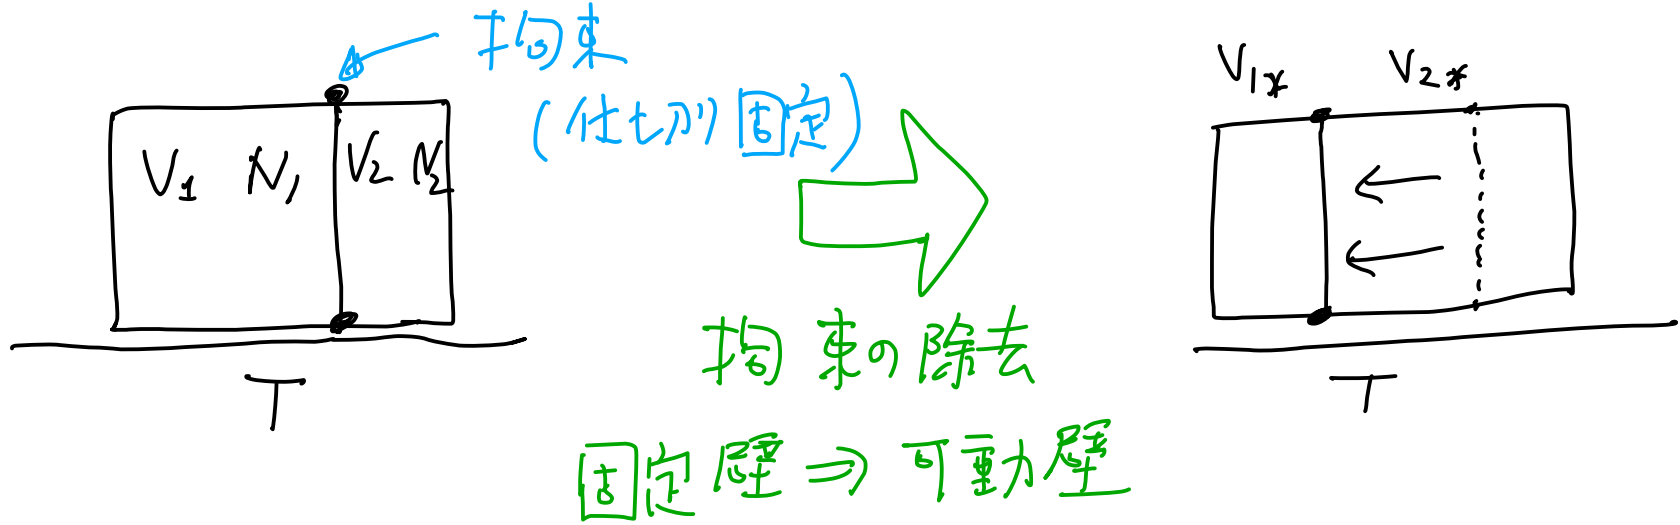 拘束
(仕切り固定)
V₁ N₁ V₂ N₂
T
拘束の除去
固定壁 ⇒ 可動壁
V₁* V₂*
T